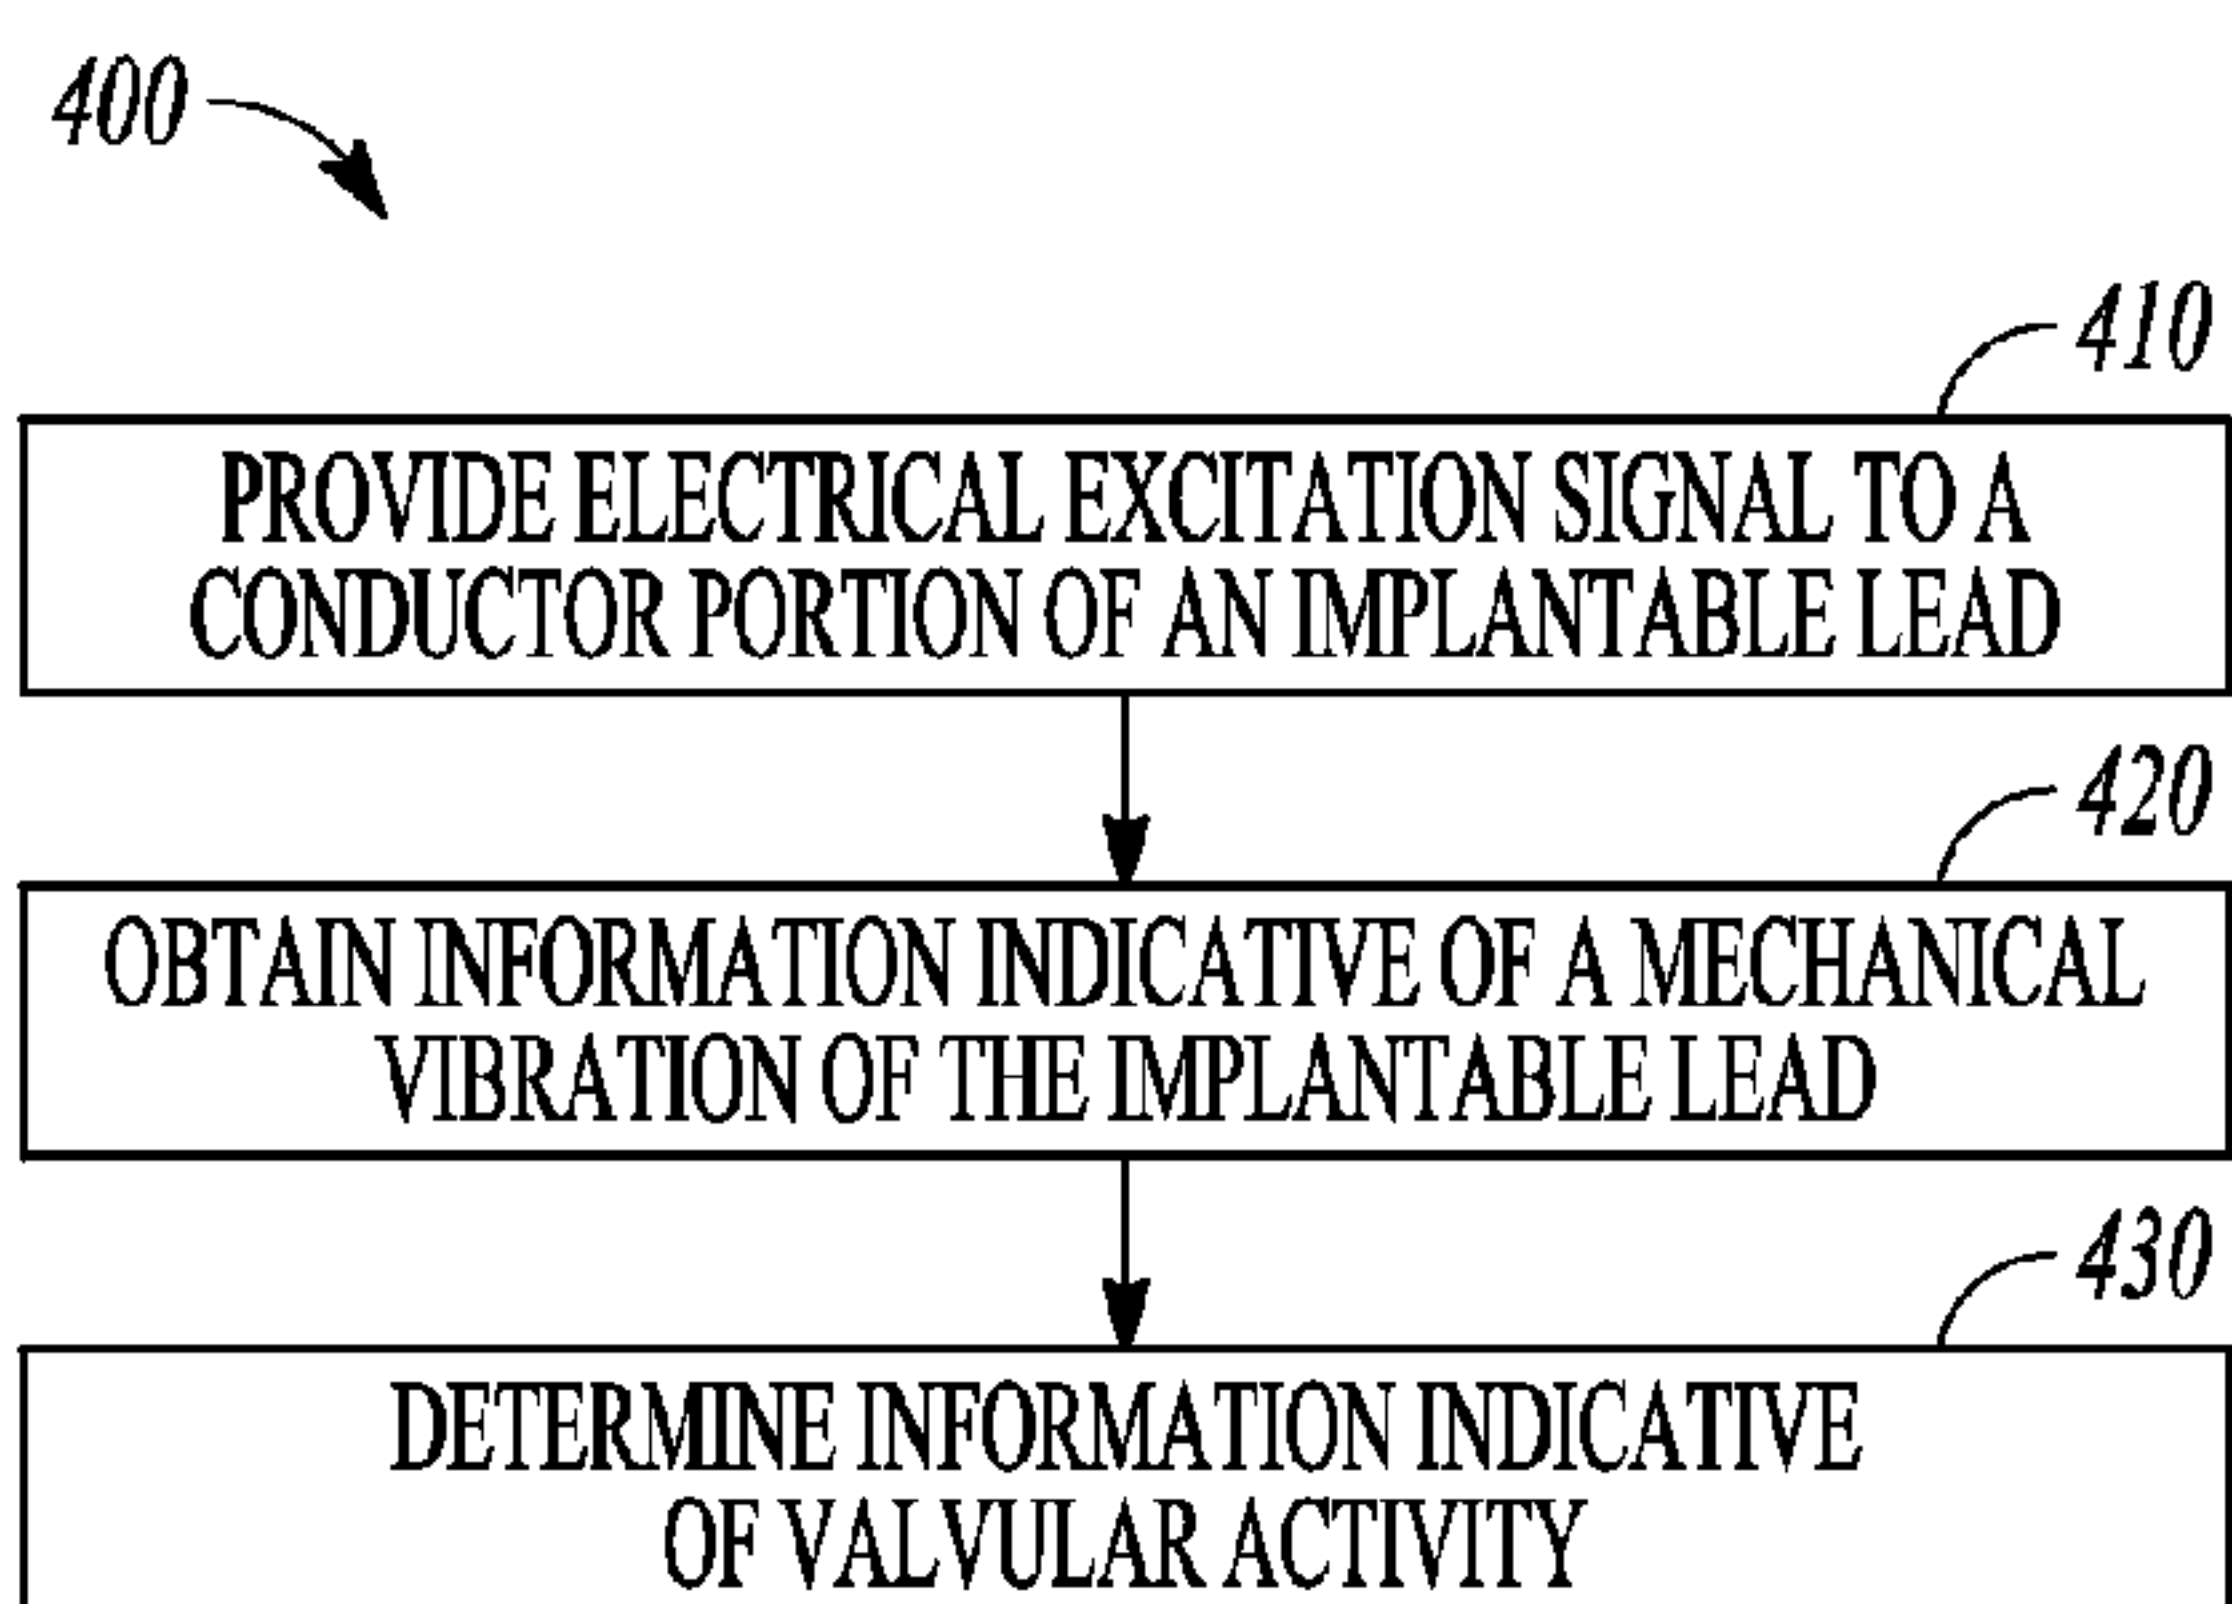 400
410
PROVIDE ELECTRICAL EXCITATION SIGNAL TO A
CONDUCTOR PORTION OF AN IMPLANTABLE LEAD
420
OBTAIN INFORMATION INDICATIVE OF A MECHANICAL
VIBRATION OF THE IMPLANTABLE LEAD
430
DETERMINE INFORMATION INDICATIVE
OF VALVULAR ACTIVITY